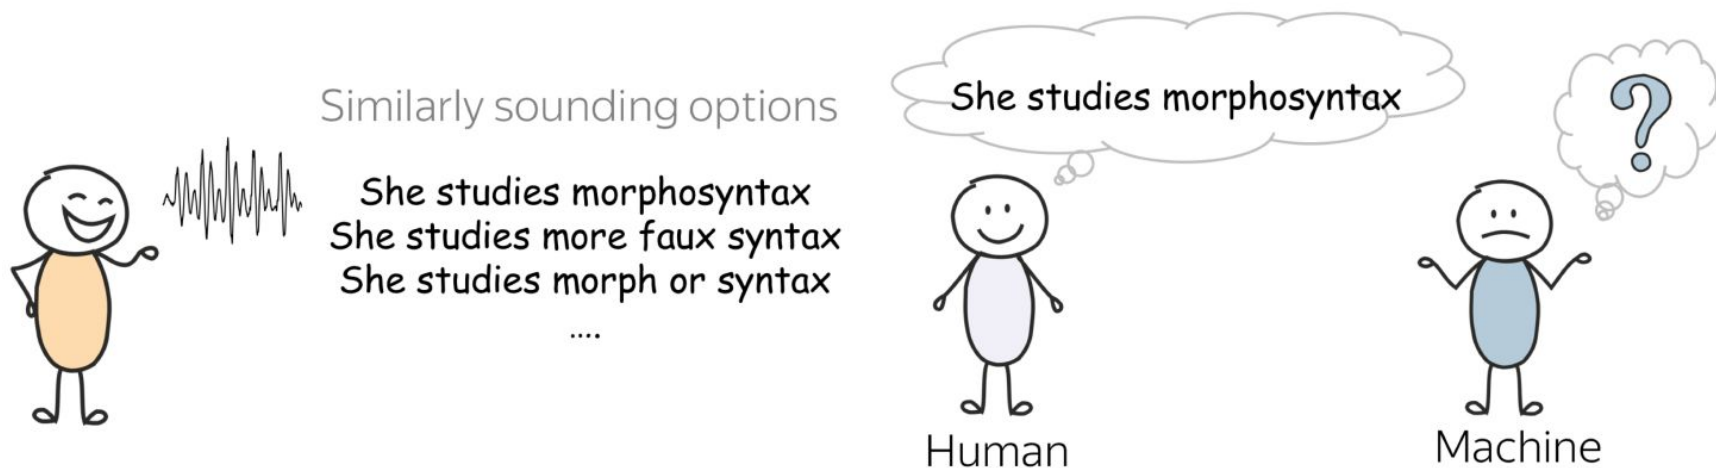 Similarly sounding options
She studies morphosyntax
She studies more faux syntax
She studies morph or syntax
....
She studies morphosyntax
?
Human
Machine